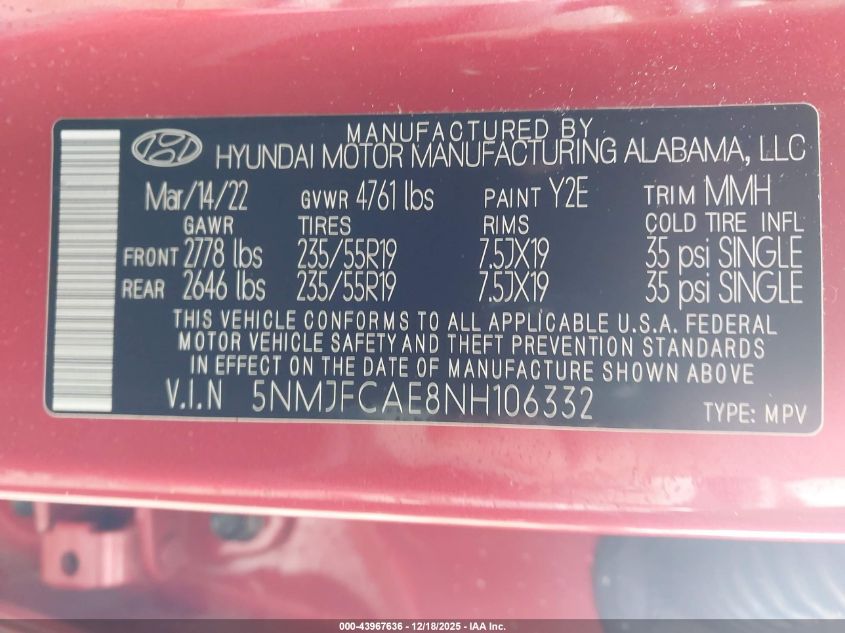 MANUFACTURED BY
HYUNDAI MOTOR MANUFACTURING ALABAMA, LLC
Mar/14/22 GVWR 4761 lbs PAINT Y2E TRIM MMH
GAWR TIRES RIMS COLD TIRE INFL
FRONT 2778 lbs 235/55R19 7.5JX19 35 psi SINGLE
REAR 2646 lbs 235/55R19 7.5JX19 35 psi SINGLE
THIS VEHICLE CONFORMS TO ALL APPLICABLE U.S.A. FEDERAL
MOTOR VEHICLE SAFETY AND THEFT PREVENTION STANDARDS
IN EFFECT ON THE DATE OF MANUFACTURE SHOWN ABOVE
V.I.N 5NMJFCAE8NH106332 TYPE: MPV
000-43967636 - 12/18/2025 - IAA Inc.